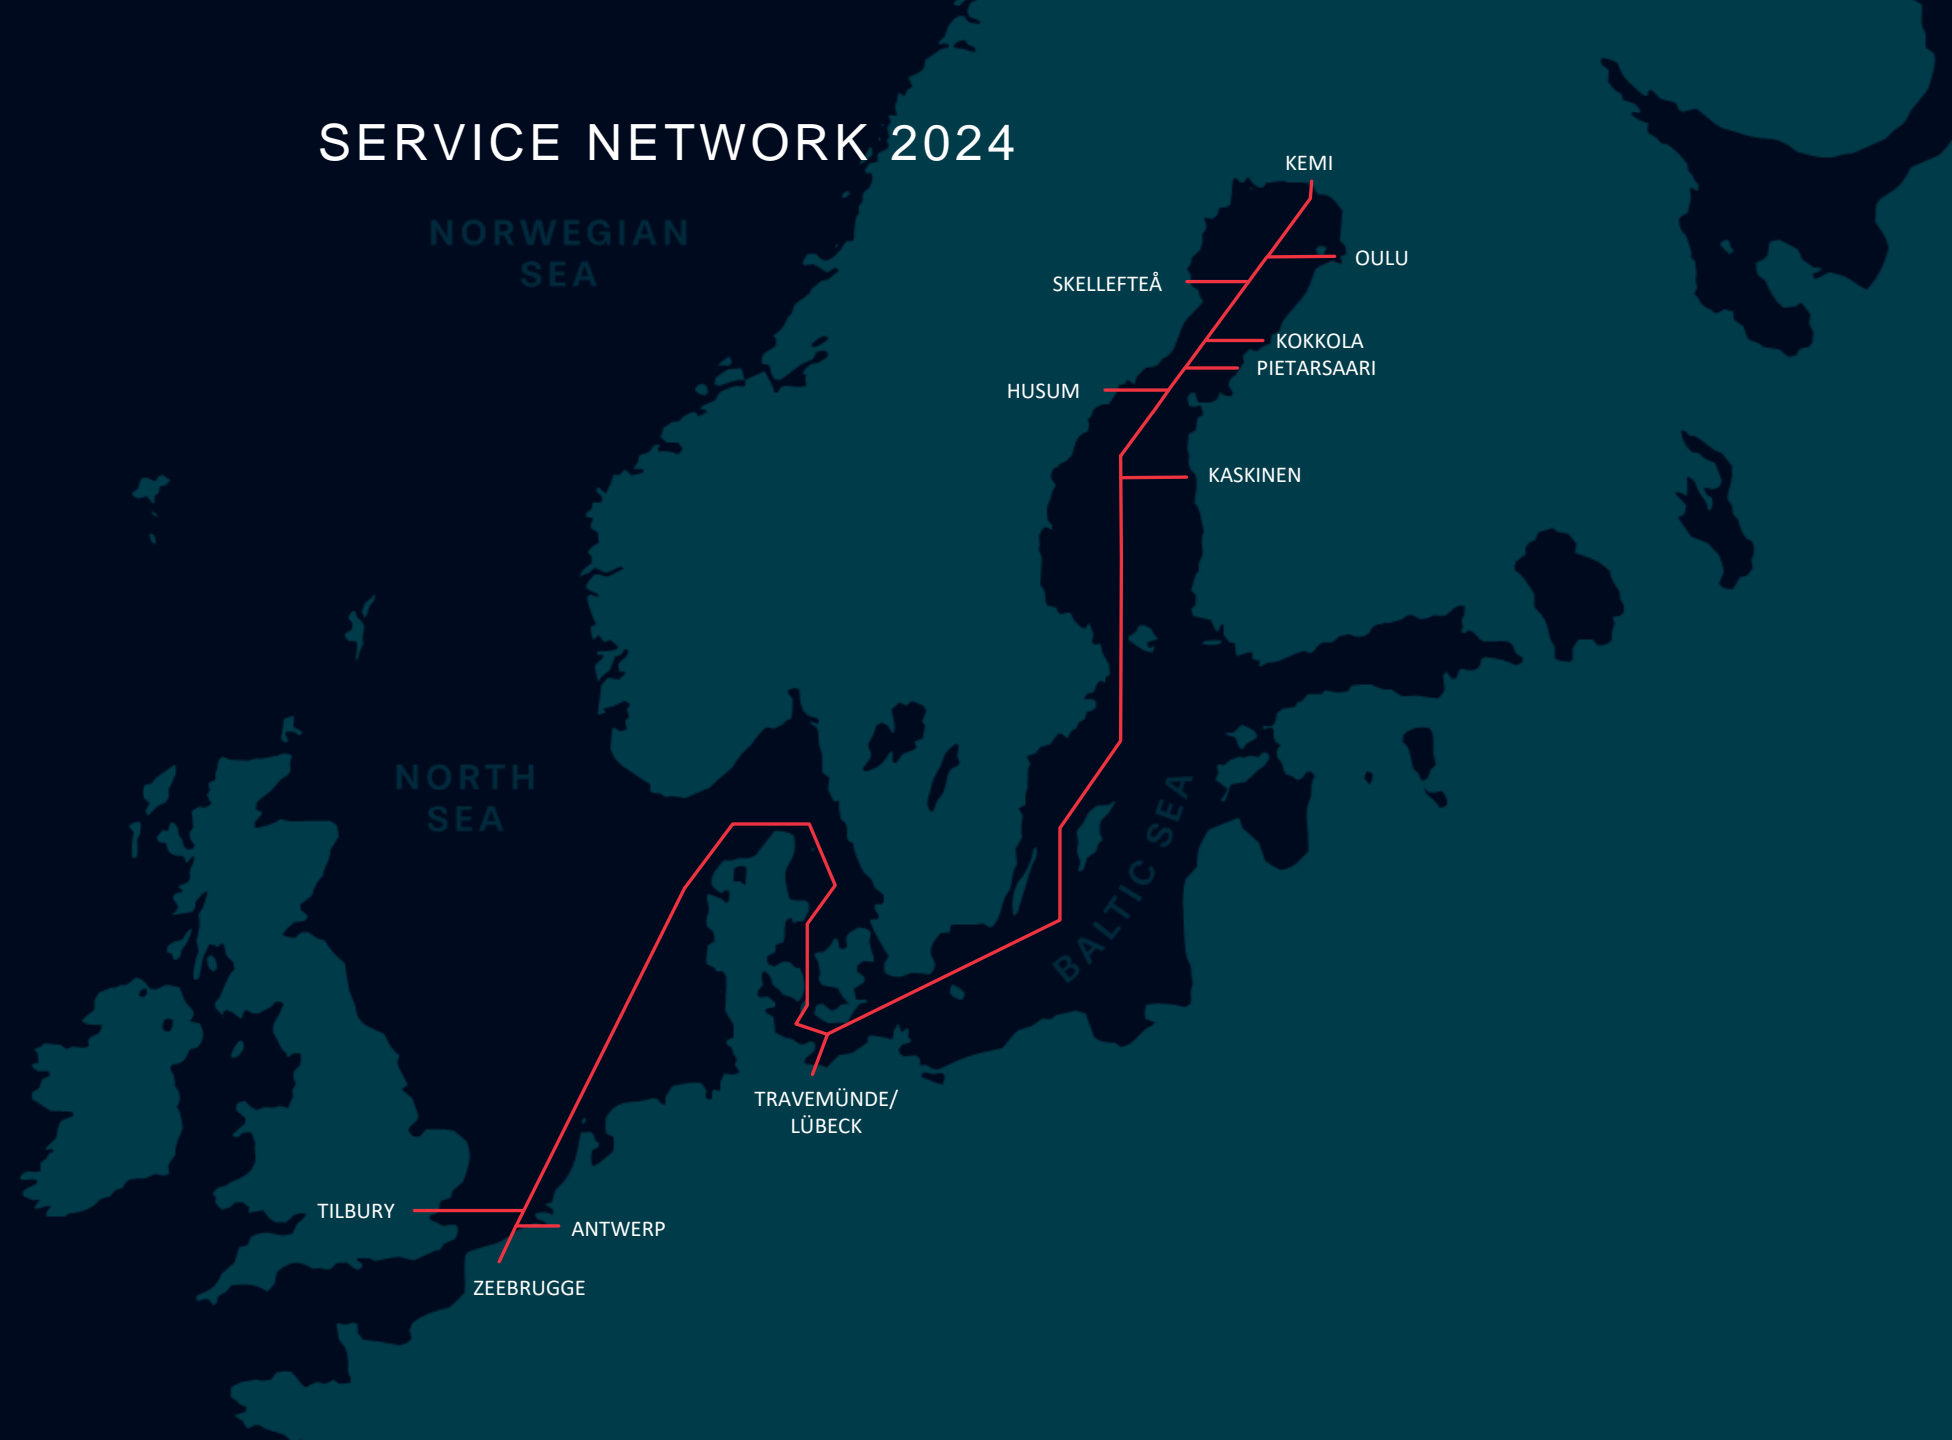 SERVICE NETWORK 2024
KEMI
NORWEGIAN
SEA
OULU
SKELLEFTEÅ
KOKKOLA
PIETARSAARI
HUSUM
KASKINEN
NORTH
SEA
BALTIC SEA
TRAVEMÜNDE/
LÜBECK
TILBURY
ANTWERP
ZEEBRUGGE